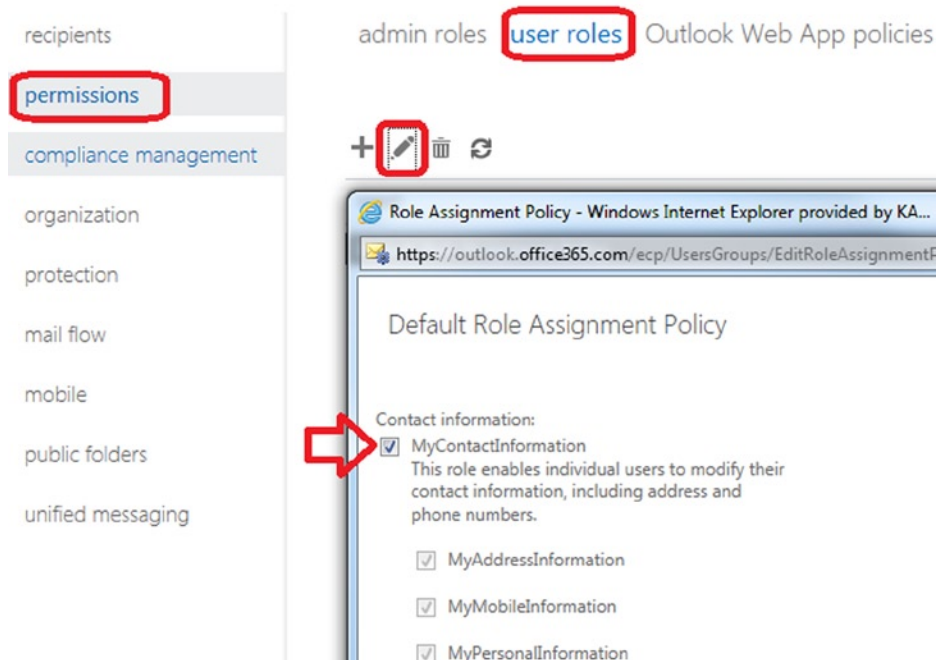 recipients
permissions
compliance management
organization
protection
mail flow
mobile
public folders
unified messaging
admin roles user roles Outlook Web App policies
Role Assignment Policy - Windows Internet Explorer provided by KA...
https://outlook.office365.com/ecp/UsersGroups/EditRoleAssignmentP
Default Role Assignment Policy
Contact information:
MyContactInformation
This role enables individual users to modify their
contact information, including address and
phone numbers.
MyAddressInformation
MyMobileInformation
MyPersonalInformation